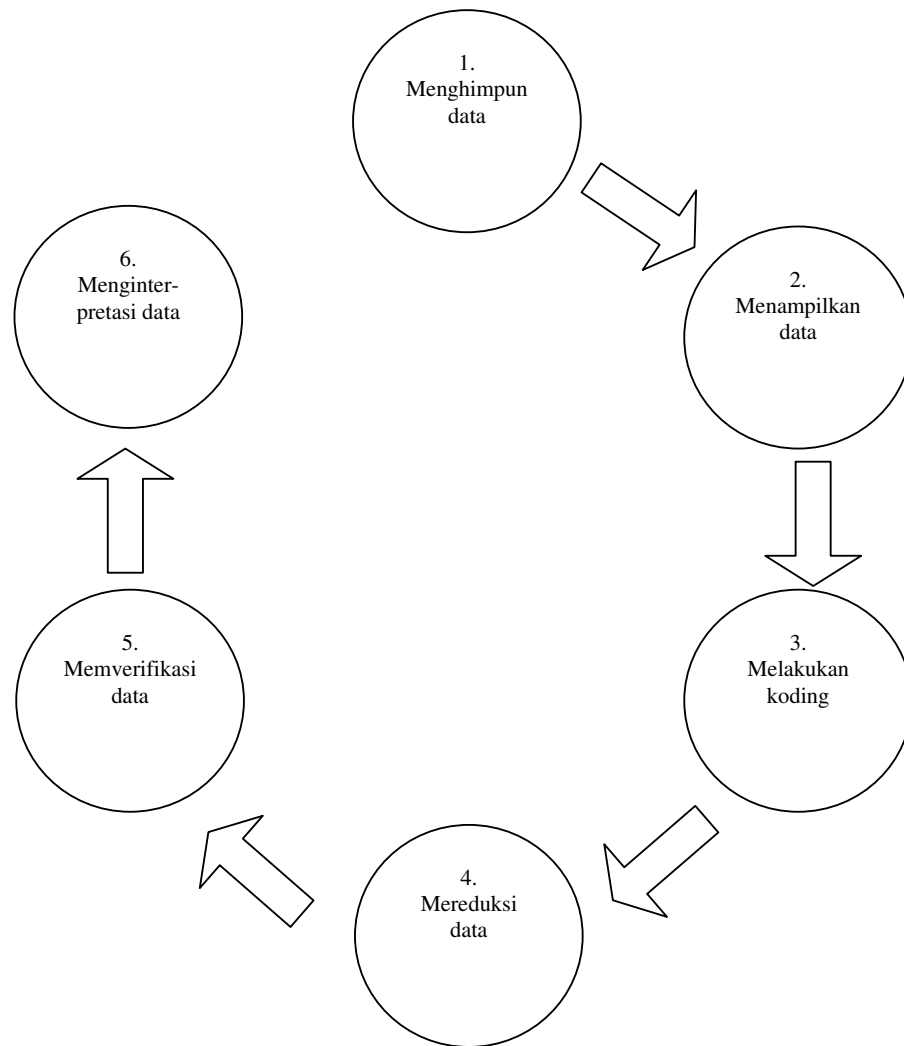 1.
Menghimpun
data
2.
Menampilkan
data
3.
Melakukan
koding
4.
Mereduksi
data
5.
Memverifikasi
data
6.
Menginter-
pretasi data